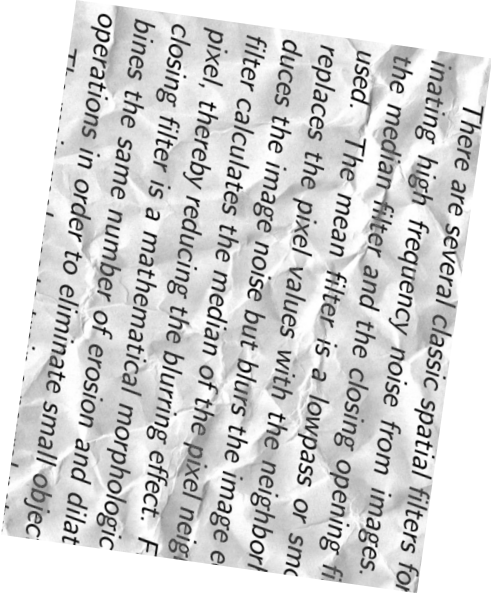 There are several classic spatial filters for
inating high frequency noise from images.
the median filter and the closing opening fi
used. The mean filter is a lowpass or smo
replaces the pixel values with the neighborh
duces the image noise but blurs the image e
filter calculates the median of the pixel neig
pixel, thereby reducing the blurring effect. F
closing filter is a mathematical morphologic
bines the same number of erosion and dilat
operations in order to eliminate small objec